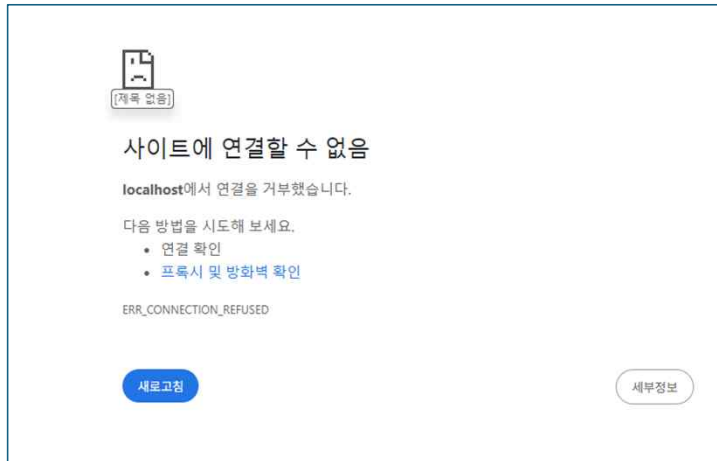 [제목 없음]
사이트에 연결할 수 없음
localhost에서 연결을 거부했습니다.
다음 방법을 시도해 보세요.
• 연결 확인
• 프록시 및 방화벽 확인
ERR_CONNECTION_REFUSED
새로고침
세부정보